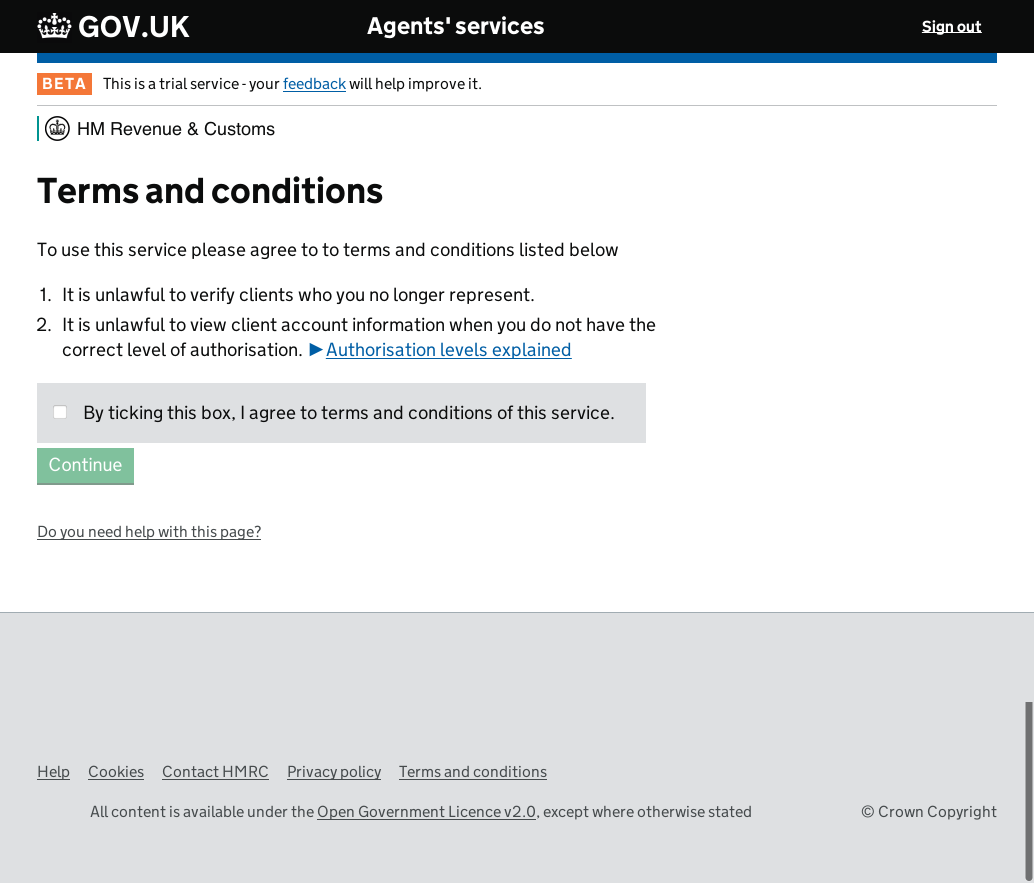 GOV.UK
Agents' services
Sign out
BETA This is a trial service - your feedback will help improve it.
HM Revenue & Customs
Terms and conditions
To use this service please agree to to terms and conditions listed below
1. It is unlawful to verify clients who you no longer represent.
2. It is unlawful to view client account information when you do not have the
correct level of authorisation. ►Authorisation levels explained
By ticking this box, I agree to terms and conditions of this service.
Continue
Do you need help with this page?
Help Cookies Contact HMRC Privacy policy Terms and conditions
All content is available under the Open Government Licence v2.0, except where otherwise stated
© Crown Copyright